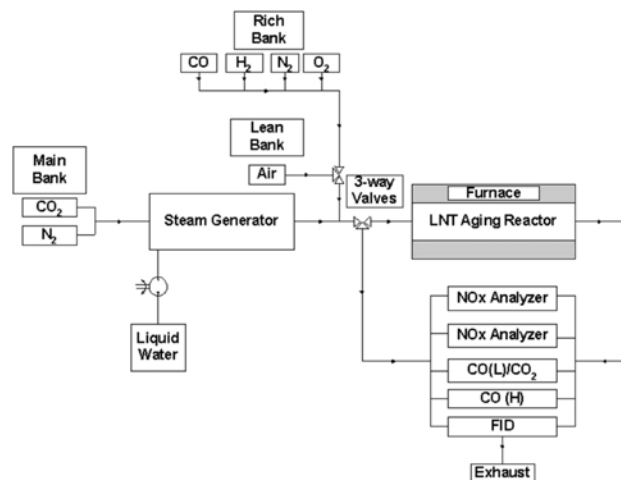 Rich
Bank
CO
H2
N2
O2
Lean
Bank
Main
Bank
Air
3-way
Valves
Furnace
CO2
N2
Steam Generator
LNT Aging Reactor
NOx Analyzer
NOx Analyzer
Liquid
Water
CO(L)/CO2
CO (H)
FID
Exhaust